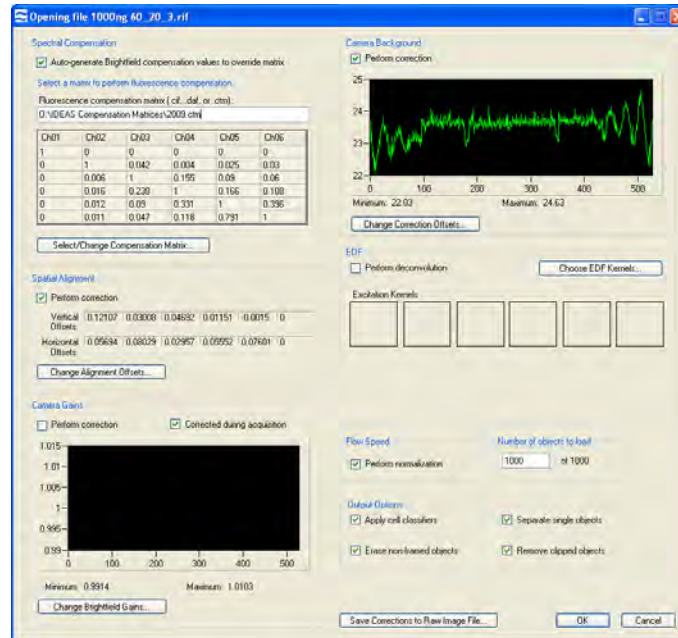 Opening file 1000ng 60_20_3.rif
Spectral Compensation
Auto-generate Brightfield compensation values to override matrix
Select a matrix to perform fluorescence compensation.
Fluorescence compensation matrix (.cif, .daf, or .ctm):
D:\IDEAS Compensation Matrices\2009.ctm
Ch01 Ch02 Ch03 Ch04 Ch05 Ch06
1 0 0 0 0 0
0 1 0.042 0.004 0.025 0.03
0 0.006 1 0.155 0.09 0.06
0 0.016 0.230 1 0.166 0.108
0 0.012 0.09 0.331 1 0.396
0 0.011 0.047 0.118 0.791 1
Select/Change Compensation Matrix...
Spatial Alignment
Perform correction
Vertical Offsets 0.12107 0.03008 0.04692 0.01151 0.0015 0
Horizontal Offsets 0.05694 0.08029 0.02957 0.05552 0.07601 0
Change Alignment Offsets...
Camera Gains
Perform correction Corrected during acquisition
1.015
1.01
1.005
1
0.995
0.99
0 100 200 300 400 500
Minimum: 0.9914 Maximum: 1.0103
Change Brightfield Gains...
Camera Background
Perform correction
25
24
23
22
0 100 200 300 400 500
Minimum: 22.03 Maximum: 24.63
Change Correction Offsets...
EDF
Perform deconvolution Choose EDF Kernels...
Excitation Kernels
Flow Speed
Perform normalization
Number of objects to load
1000 of 1000
Output Options
Apply cell classifiers Separate single objects
Erase non-trained objects Remove clipped objects
Save Corrections to Raw Image File... OK Cancel